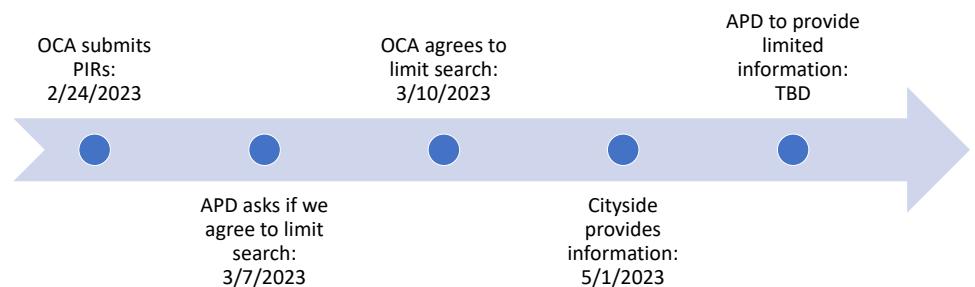 OCA submits
PIRs:
2/24/2023
APD asks if we
agree to limit
search:
3/7/2023
OCA agrees to
limit search:
3/10/2023
Cityside
provides
information:
5/1/2023
APD to provide
limited
information:
TBD